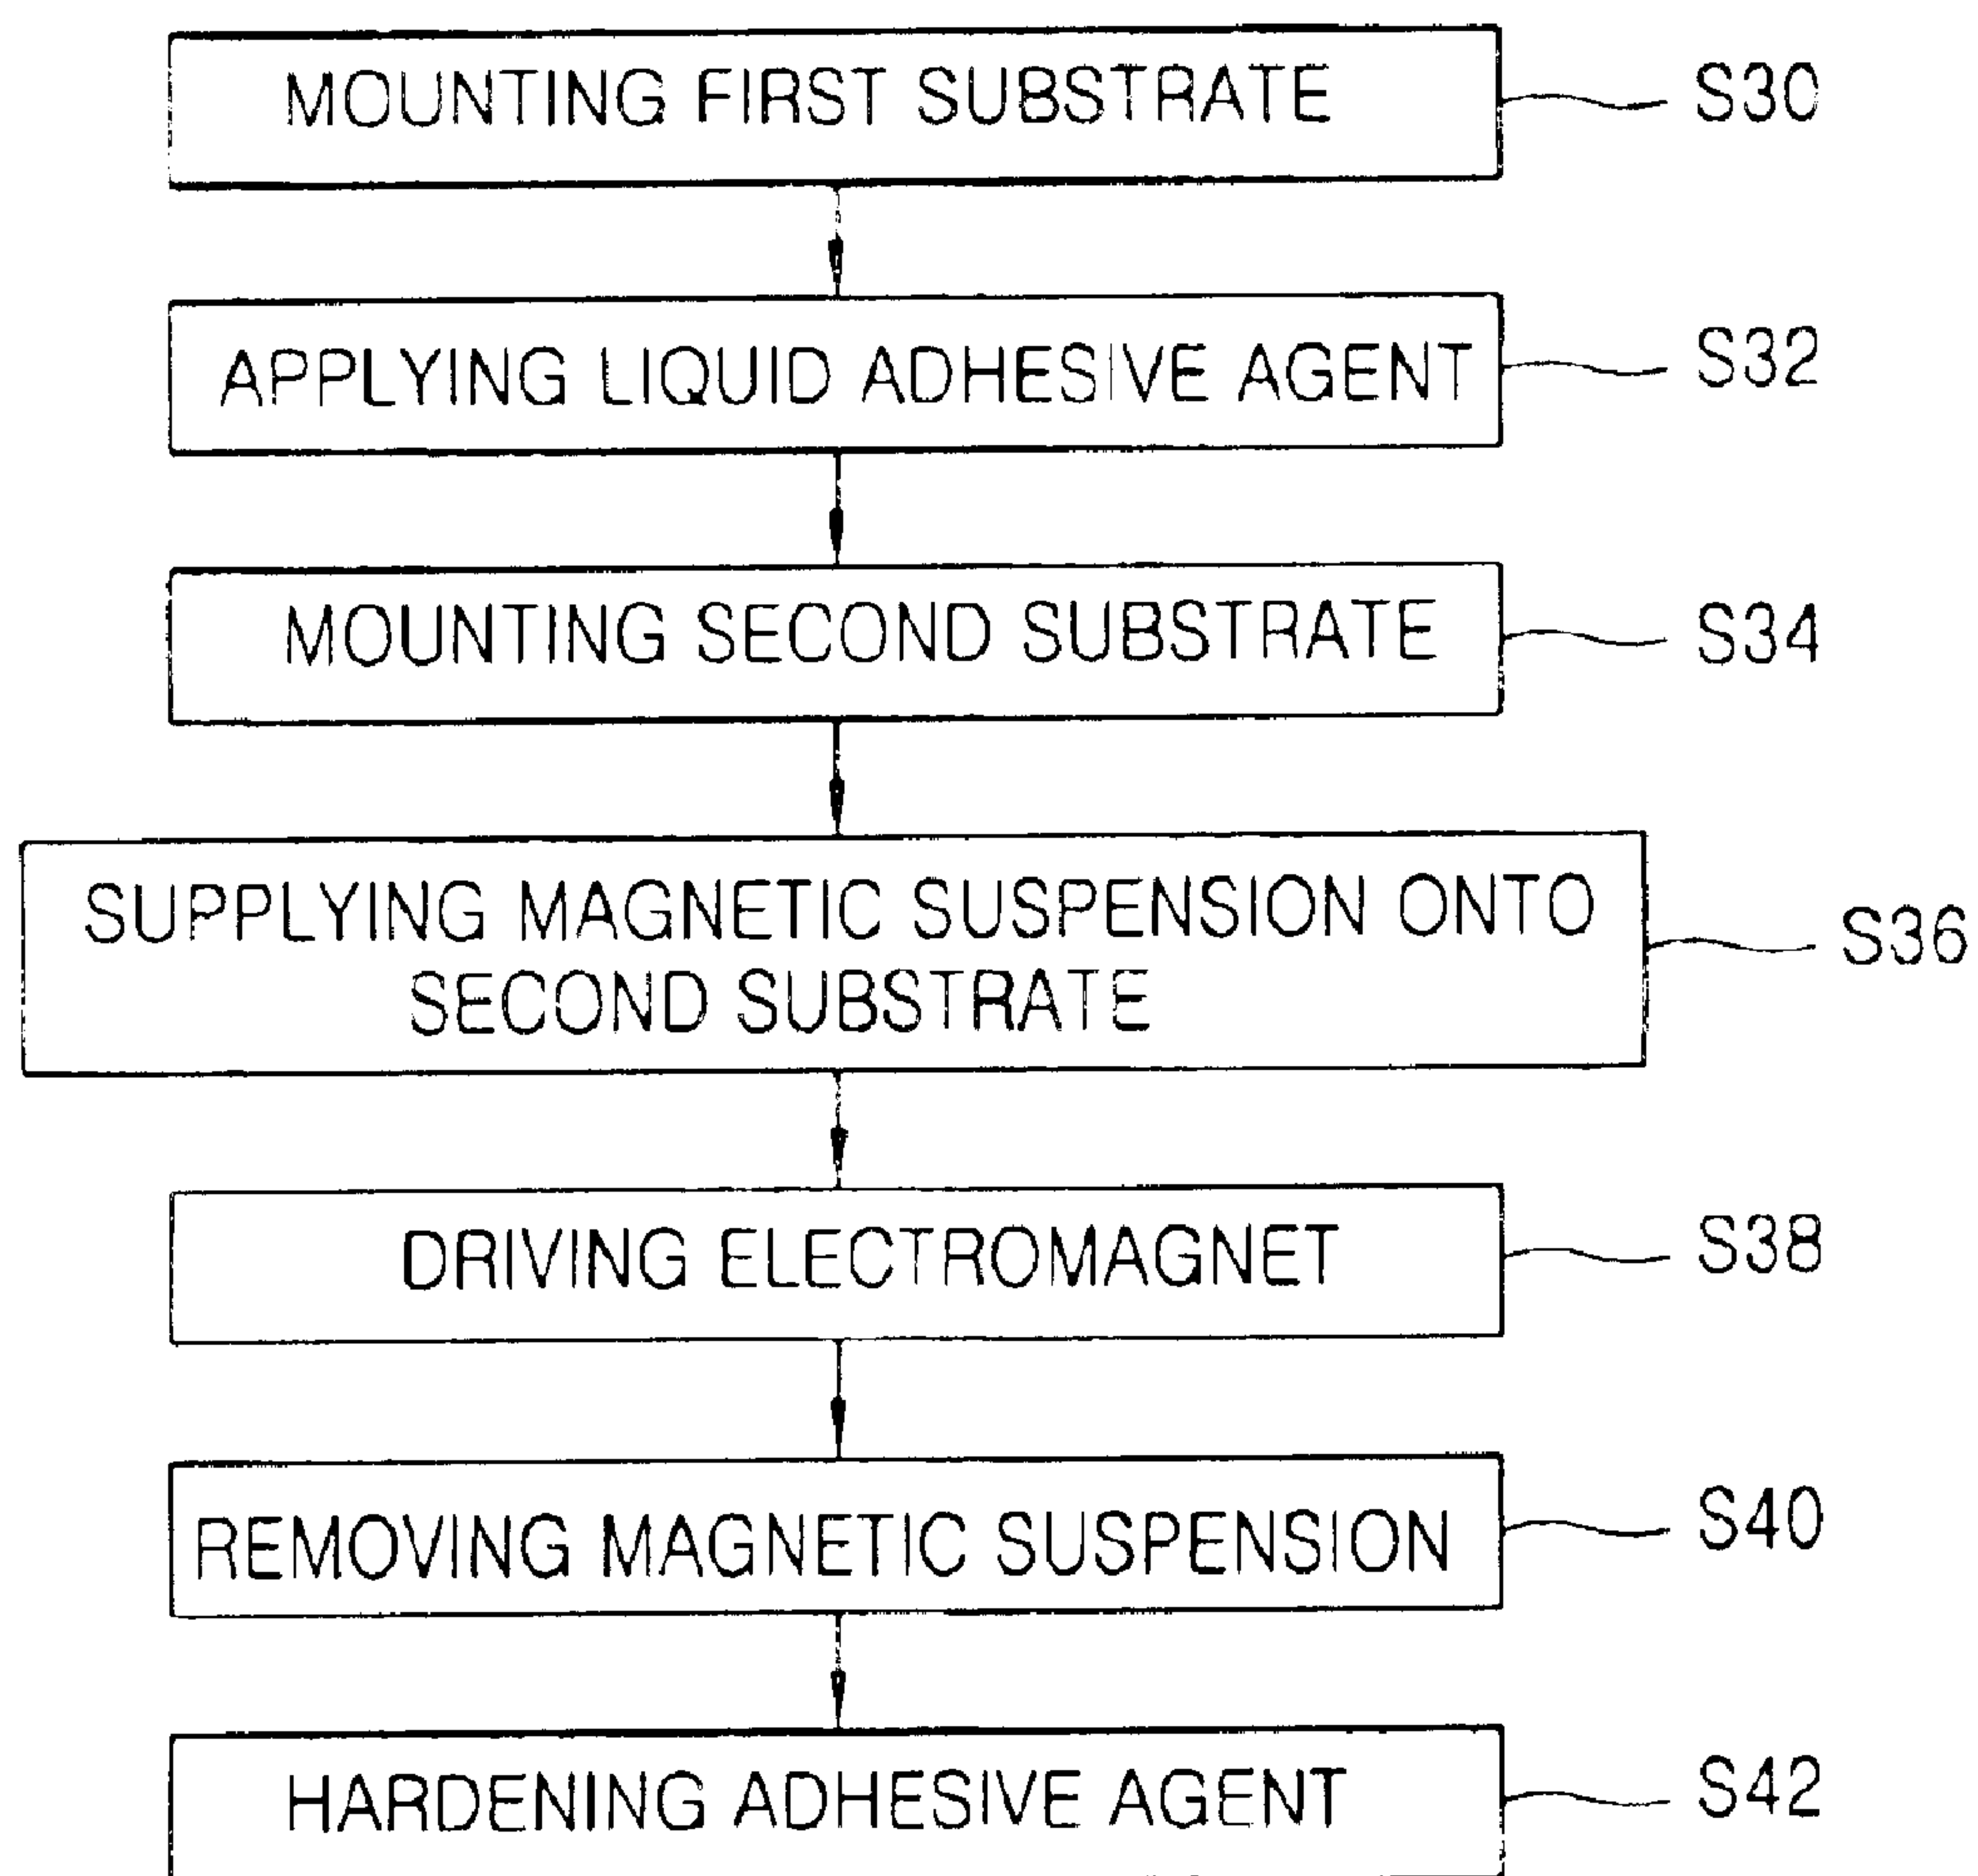 MOUNTING FIRST SUBSTRATE S30
APPLYING LIQUID ADHESIVE AGENT S32
MOUNTING SECOND SUBSTRATE S34
SUPPLYING MAGNETIC SUSPENSION ONTO
SECOND SUBSTRATE
S36
DRIVING ELECTROMAGNET S38
REMOVING MAGNETIC SUSPENSION S40
HARDENING ADHESIVE AGENT S42